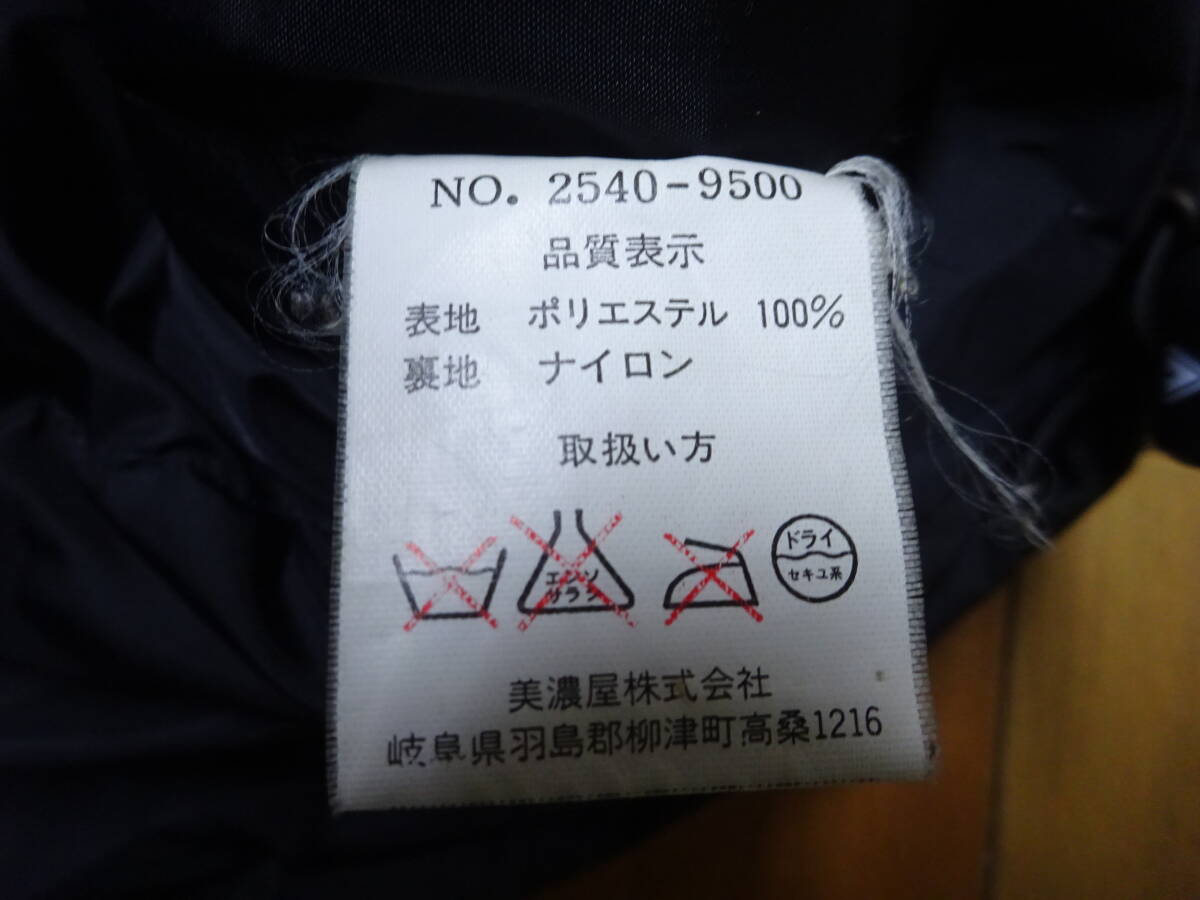 NO. 2540-9500
品質表示
表地 ポリエステル 100%
裏地 ナイロン
取扱い方
エンソ
サラシ
ドライ
セキユ系
美濃屋株式会社
岐阜県羽島郡柳津町高桑1216